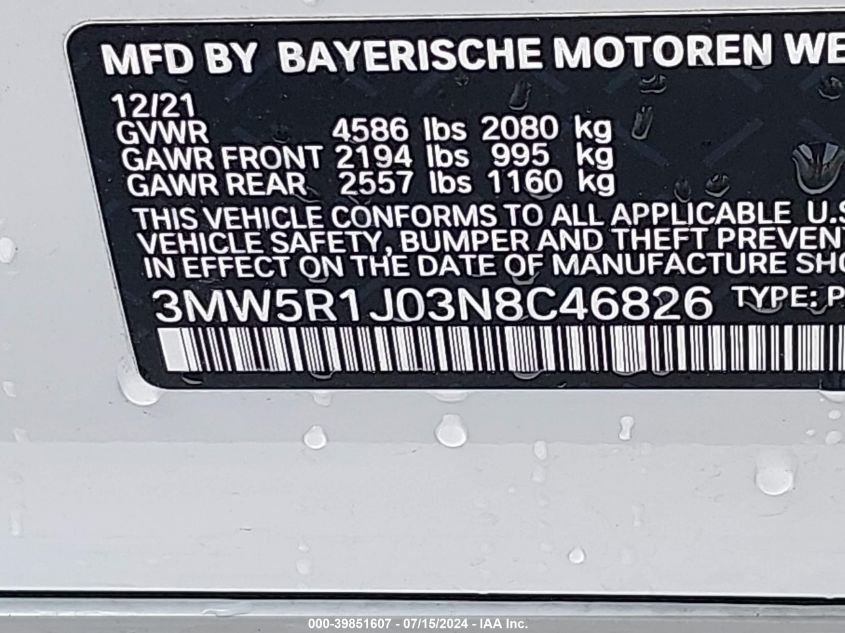 MFD BY BAYERISCHE MOTOREN WE
12/21
GVWR 4586 lbs 2080 kg
GAWR FRONT 2194 lbs 995 kg
GAWR REAR 2557 lbs 1160 kg
THIS VEHICLE CONFORMS TO ALL APPLICABLE U.S
VEHICLE SAFETY, BUMPER AND THEFT PREVENT
IN EFFECT ON THE DATE OF MANUFACTURE SHO
3MW5R1J03N8C46826 TYPE: P
000-39851607 - 07/15/2024 - IAA Inc.